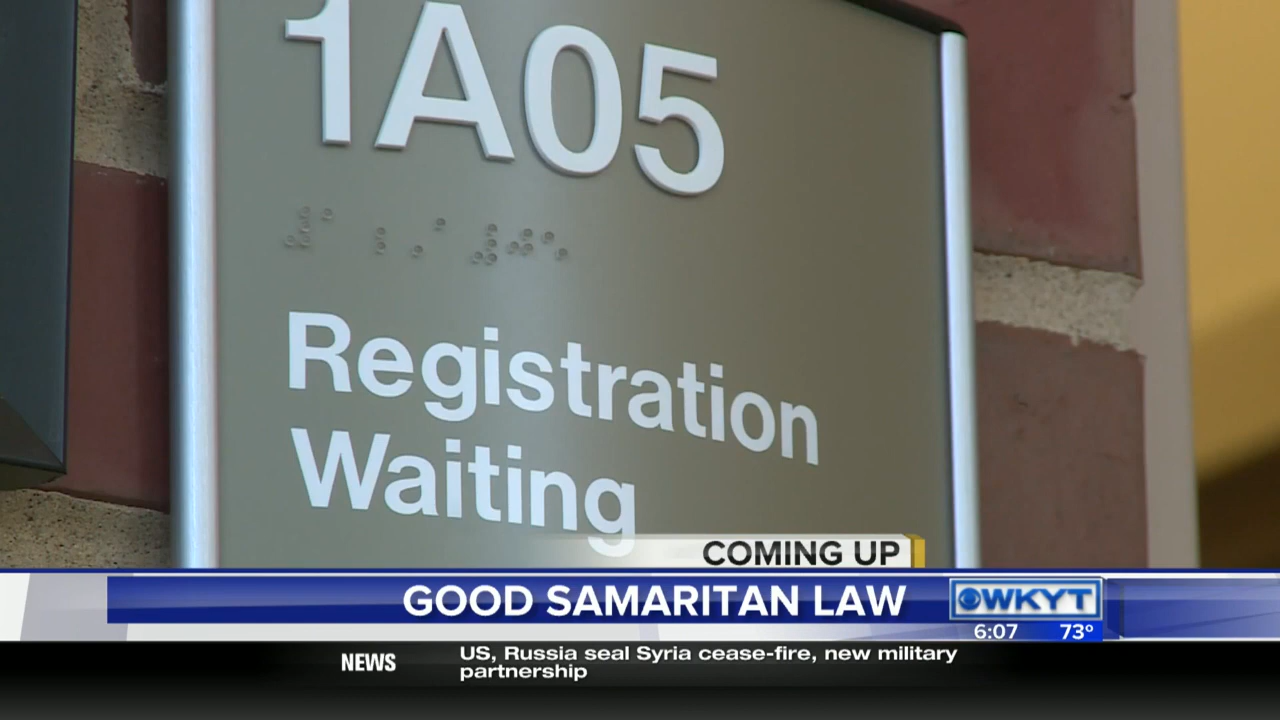 1A05
Registration
Waiting
COMING UP
GOOD SAMARITAN LAW
WKYT
6:07 73°
NEWS
US, Russia seal Syria cease-fire, new military
partnership